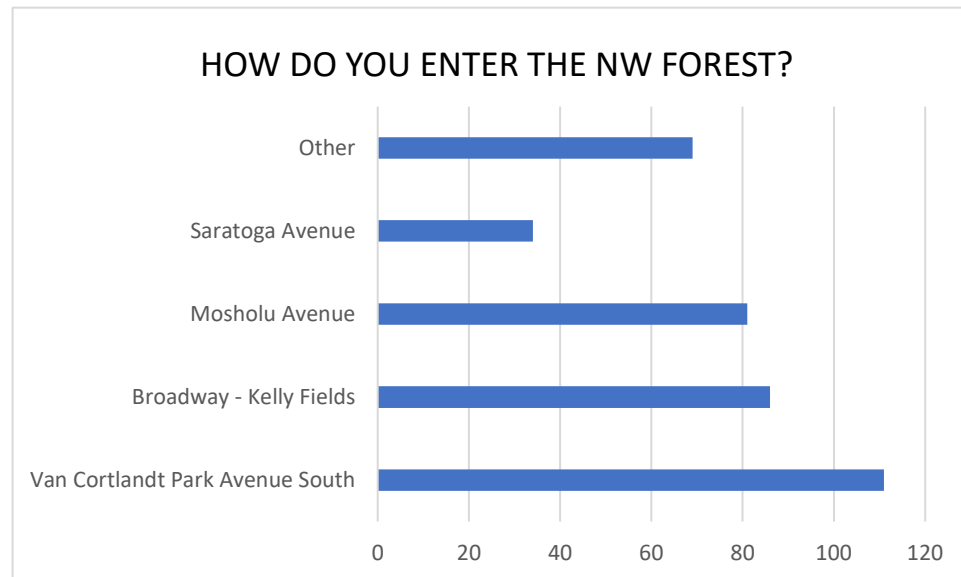 HOW DO YOU ENTER THE NW FOREST?
Other
Saratoga Avenue
Mosholu Avenue
Broadway - Kelly Fields
Van Cortlandt Park Avenue South
0 20 40 60 80 100 120